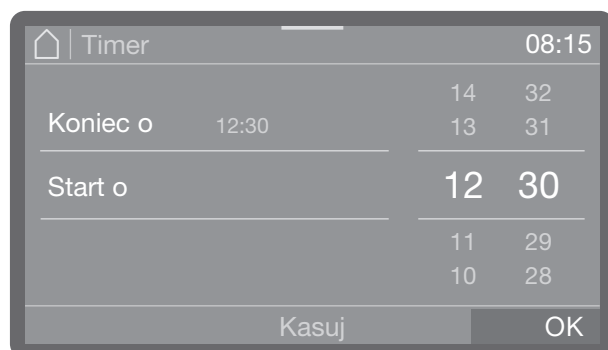 Timer 08:15
14 32
Koniec o 12:30 13 31
Start o 12 30
11 29
10 28
Kasuj OK